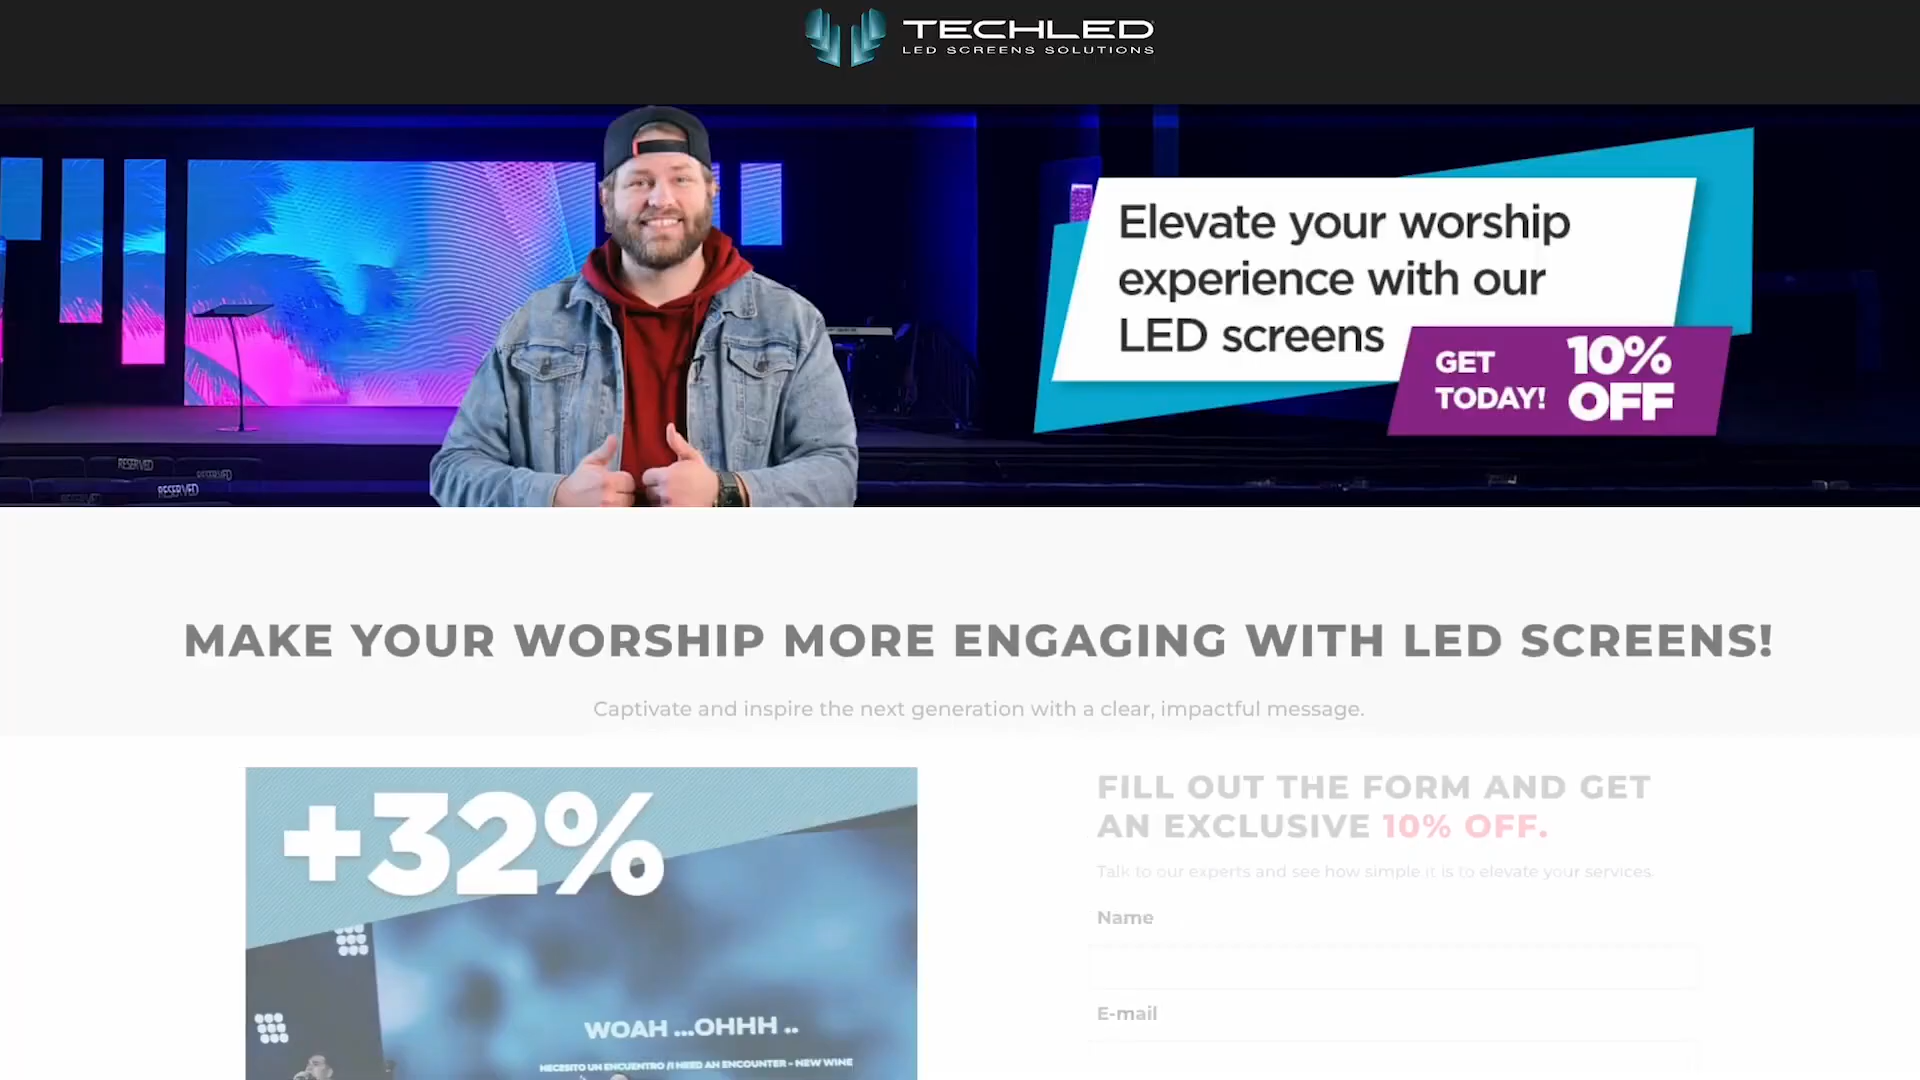 TECHLED
LED SCREENS SOLUTIONS
Elevate your worship
experience with our
LED screens
GET
TODAY!
10%
OFF
RESERVED
RESERVED
RESERVED
MAKE YOUR WORSHIP MORE ENGAGING WITH LED SCREENS!
Captivate and inspire the next generation with a clear, impactful message.
+32%
WOAH ...OHHH ..
NECESITO UN ENCUENTRO /I NEED AN ENCOUNTER - NEW WINE
FILL OUT THE FORM AND GET
AN EXCLUSIVE 10% OFF.
Talk to our experts and see how simple it is to elevate your services.
Name
E-mail